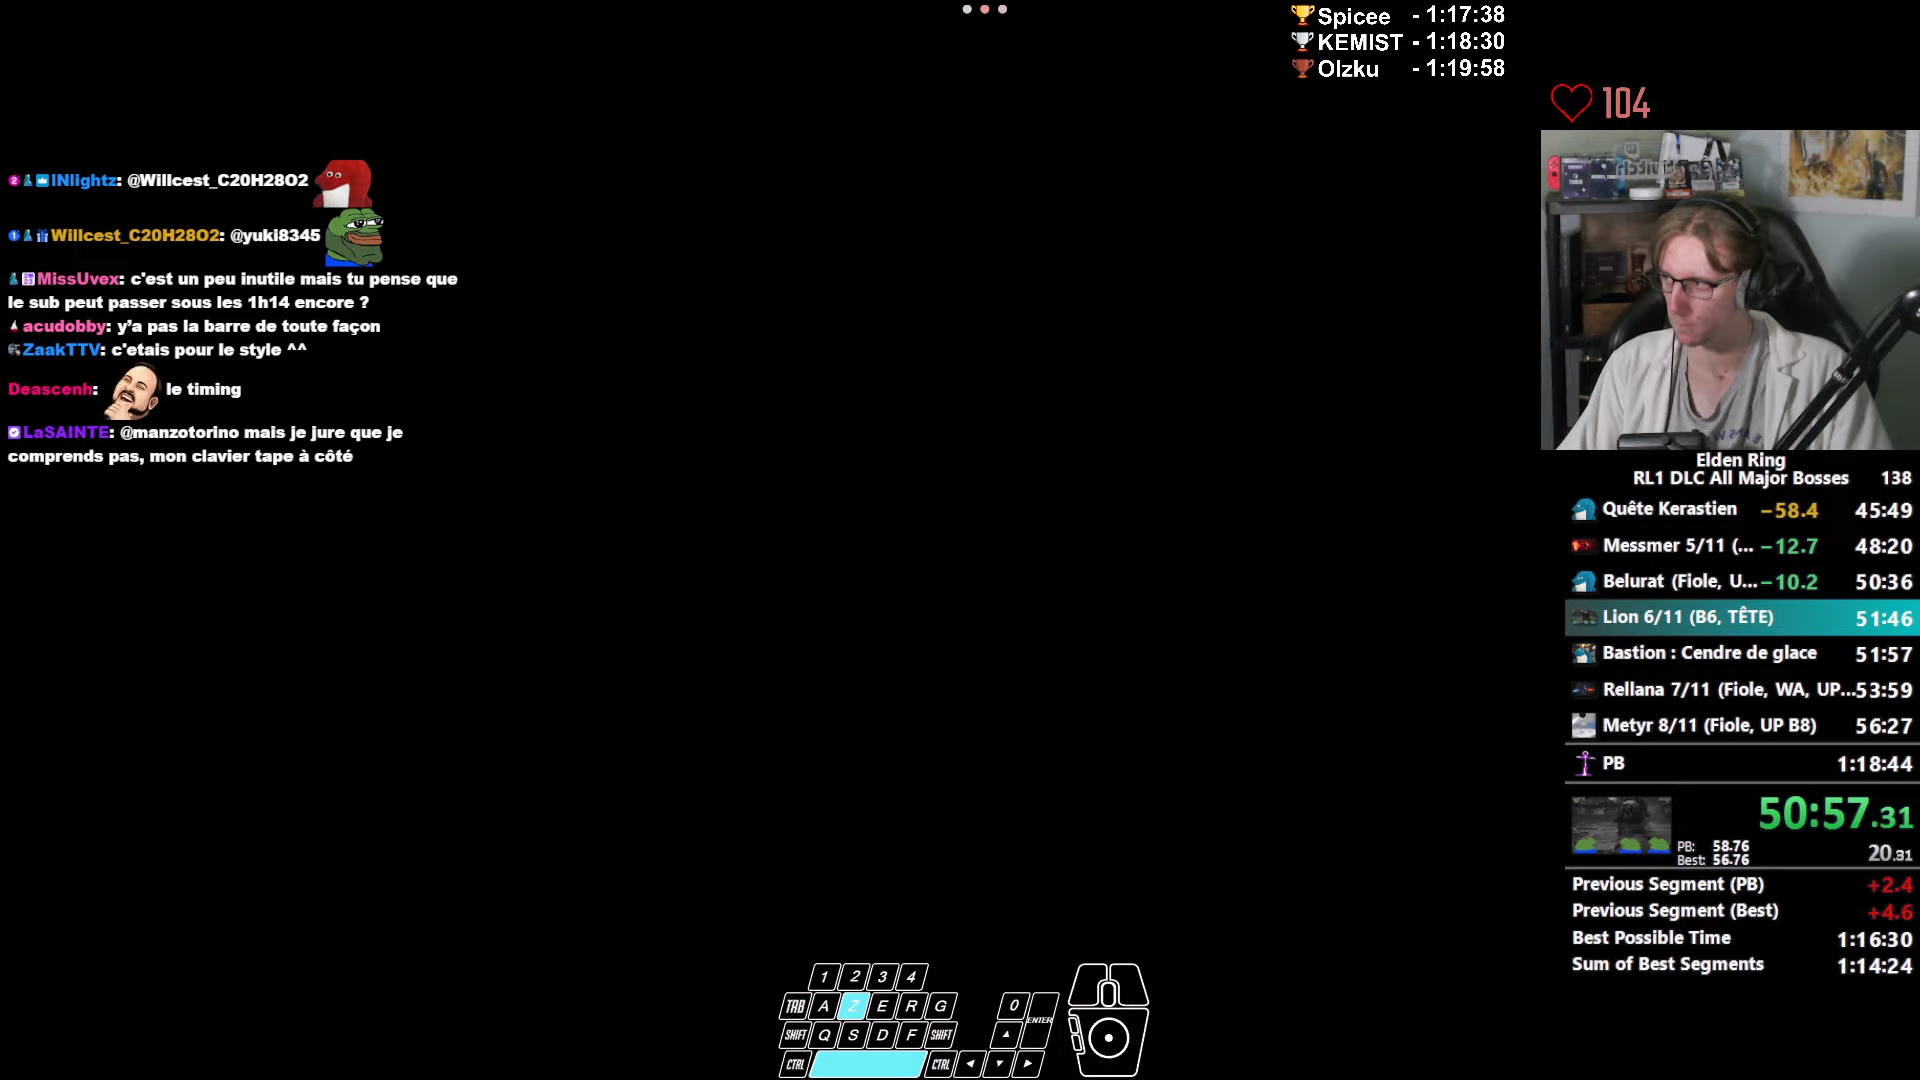 Spicee - 1:17:38
KEMIST - 1:18:30
Olzku - 1:19:58
104
INlightz: @Willcest_C20H28O2
Willcest_C20H28O2: @yuki8345
MissUvex: c'est un peu inutile mais tu pense que
le sub peut passer sous les 1h14 encore ?
acudobby: y'a pas la barre de toute façon
ZaakTTV: c'etais pour le style ^^
Deascenh: le timing
LaSAINTE: @manzotorino mais je jure que je
comprends pas, mon clavier tape à côté
Elden Ring
RL1 DLC All Major Bosses 138
Quête Kerastien -58.4 45:49
Messmer 5/11 (... -12.7 48:20
Belurat (Fiole, U... -10.2 50:36
Lion 6/11 (B6, TÊTE) 51:46
Bastion : Cendre de glace 51:57
Rellana 7/11 (Fiole, WA, UP... 53:59
Metyr 8/11 (Fiole, UP B8) 56:27
PB 1:18:44
50:57.31
PB: 58.76
Best: 56.76
20.31
Previous Segment (PB) +2.4
Previous Segment (Best) +4.6
Best Possible Time 1:16:30
Sum of Best Segments 1:14:24
1 2 3 4
TAB A Z E R G 0 ENTER
SHIFT Q S D F SHIFT
CTRL CTRL